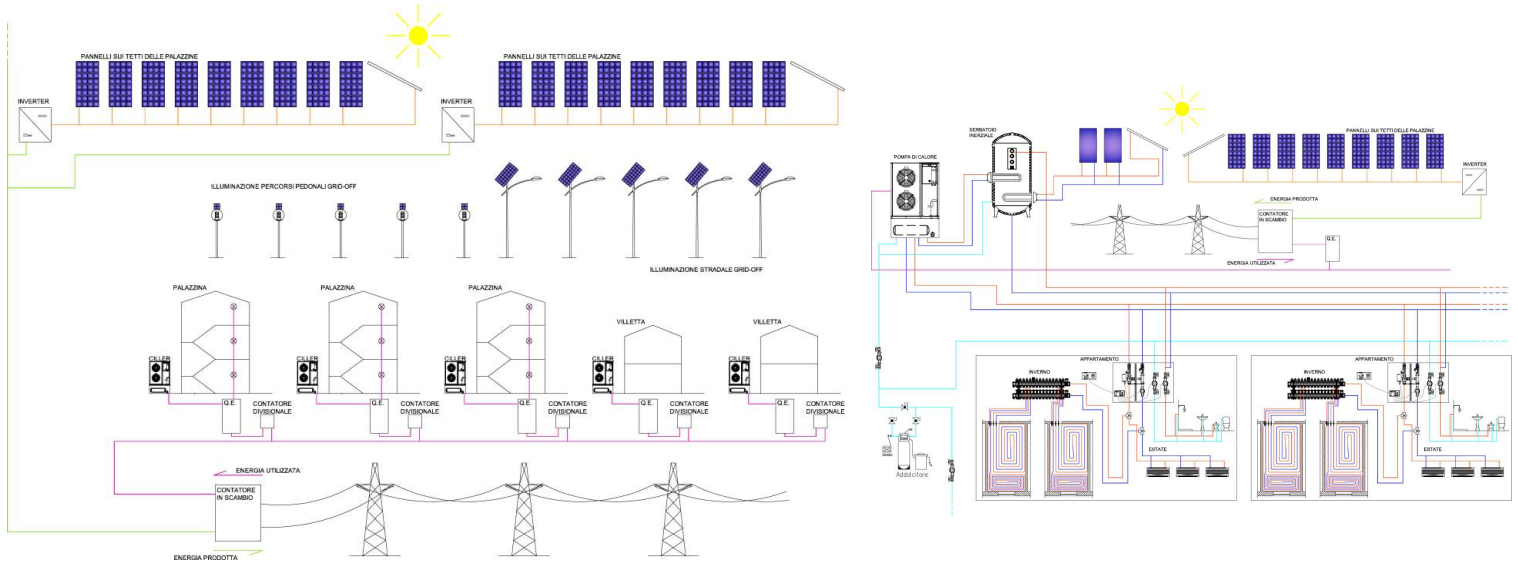 PANNELLI SUI TETTI DELLE PALAZZINE
PANNELLI SUI TETTI DELLE PALAZZINE
INVERTER
INVERTER
ILLUMINAZIONE PERCORSI PEDONALI GRID-OFF
ILLUMINAZIONE STRADALE GRID-OFF
PALAZZINA
PALAZZINA
PALAZZINA
VILLETTA
VILLETTA
CILLER
CILLER
CILLER
CILLER
CILLER
Q.E.
CONTATORE
DIVISIONALE
Q.E.
CONTATORE
DIVISIONALE
Q.E.
CONTATORE
DIVISIONALE
Q.E.
CONTATORE
DIVISIONALE
Q.E.
CONTATORE
DIVISIONALE
ENERGIA UTILIZZATA
CONTATORE
IN SCAMBIO
ENERGIA PRODOTTA
SERBATOIO
INERZIALE
POMPA DI CALORE
PANNELLI SUI TETTI DELLE PALAZZINE
INVERTER
ENERGIA PRODOTTA
CONTATORE
IN SCAMBIO
Q.E.
ENERGIA UTILIZZATA
APPARTAMENTO
INVERNO
ESTATE
APPARTAMENTO
INVERNO
ESTATE
Addolcitore